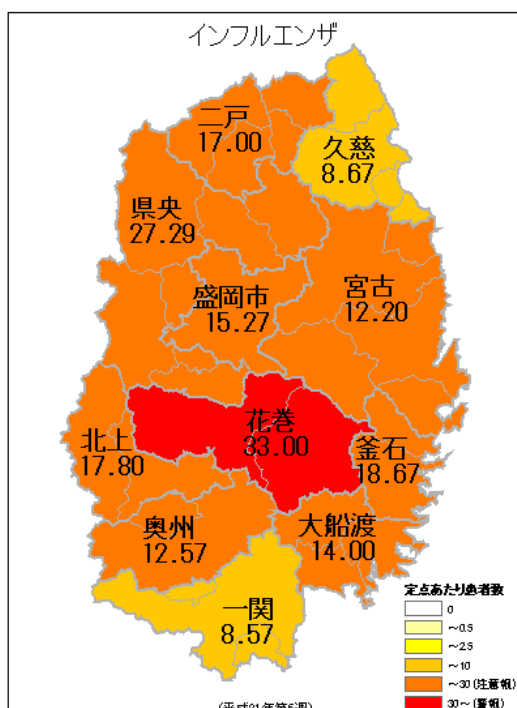 インフルエンザ
二戸
17.00
久慈
8.67
県央
27.29
盛岡市
15.27
宮古
12.20
花巻
33.00
北上
17.80
釜石
18.67
奥州
12.57
大船渡
14.00
一関
8.57
定点あたり患者数
0
～0.5
～2.5
～10
～30(注意報)
30～(警報)